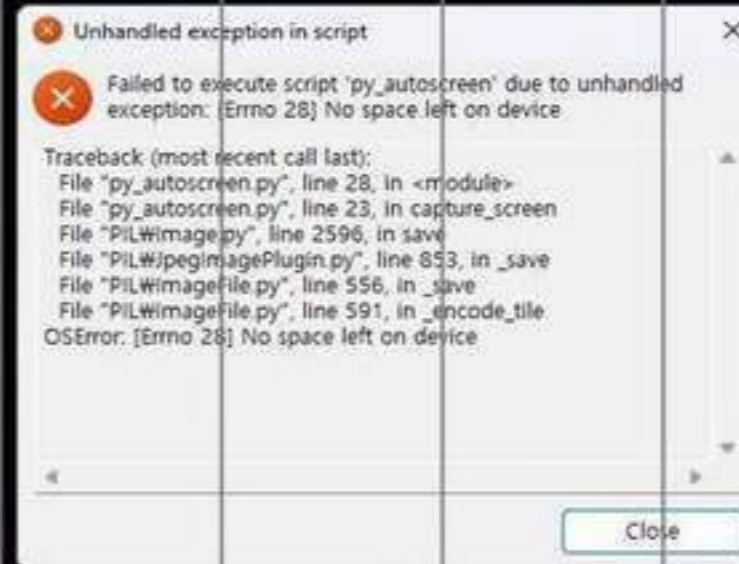 Unhandled exception in script
Failed to execute script 'py_autoscreen' due to unhandled
exception: [Errno 28] No space left on device
Traceback (most recent call last):
File "py_autoscreen.py", line 28, in <module>
File "py_autoscreen.py", line 23, in capture_screen
File "PIL₩Image.py", line 2596, in save
File "PIL₩JpegImagePlugin.py", line 853, in _save
File "PIL₩ImageFile.py", line 556, in _save
File "PIL₩ImageFile.py", line 591, in _encode_tile
OSError: [Errno 28] No space left on device
Close